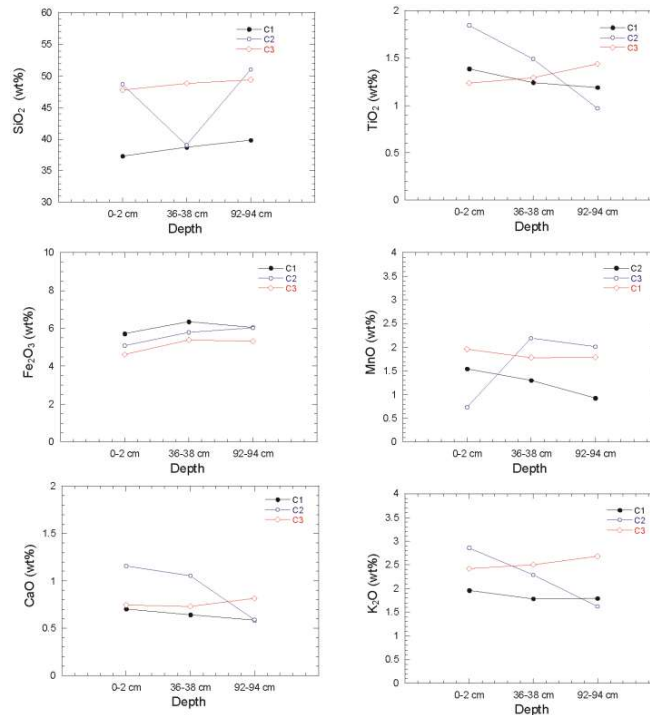 60
55
50
45
40
35
30
SiO₂ (wt%)
C1
C2
C3
0-2 cm 36-38 cm 92-94 cm
Depth
2
1.5
1
0.5
0
TiO₂ (wt%)
C1
C2
C3
0-2 cm 36-38 cm 92-94 cm
Depth
10
8
6
4
2
0
Fe₂O₃ (wt%)
C1
C2
C3
0-2 cm 36-38 cm 92-94 cm
Depth
4
3.5
3
2.5
2
1.5
1
0.5
0
MnO (wt%)
C2
C3
C1
0-2 cm 36-38 cm 92-94 cm
Depth
2
1.5
1
0.5
0
CaO (wt%)
C1
C2
C3
0-2 cm 36-38 cm 92-94 cm
Depth
4
3.5
3
2.5
2
1.5
1
0.5
0
K₂O (wt%)
C1
C2
C3
0-2 cm 36-38 cm 92-94 cm
Depth